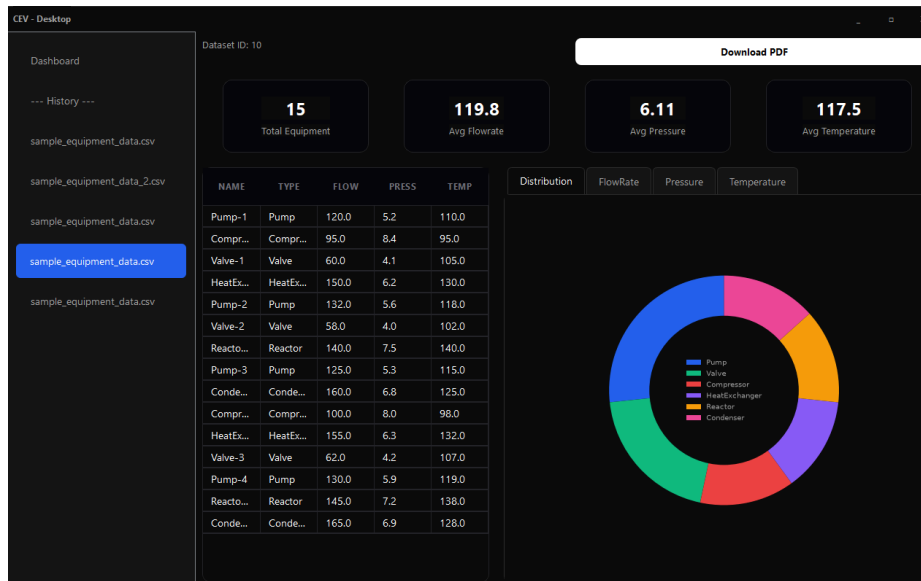 CEV - Desktop
Dashboard
--- History ---
sample_equipment_data.csv
sample_equipment_data_2.csv
sample_equipment_data.csv
sample_equipment_data.csv
sample_equipment_data.csv
Dataset ID: 10
Download PDF
15
Total Equipment
119.8
Avg Flowrate
6.11
Avg Pressure
117.5
Avg Temperature
NAME TYPE FLOW PRESS TEMP
Pump-1 Pump 120.0 5.2 110.0
Compr... Compr... 95.0 8.4 95.0
Valve-1 Valve 60.0 4.1 105.0
HeatEx... HeatEx... 150.0 6.2 130.0
Pump-2 Pump 132.0 5.6 118.0
Valve-2 Valve 58.0 4.0 102.0
Reacto... Reactor 140.0 7.5 140.0
Pump-3 Pump 125.0 5.3 115.0
Conde... Conde... 160.0 6.8 125.0
Compr... Compr... 100.0 8.0 98.0
HeatEx... HeatEx... 155.0 6.3 132.0
Valve-3 Valve 62.0 4.2 107.0
Pump-4 Pump 130.0 5.9 119.0
Reacto... Reactor 145.0 7.2 138.0
Conde... Conde... 165.0 6.9 128.0
Distribution FlowRate Pressure Temperature
Pump
Valve
Compressor
HeatExchanger
Reactor
Condenser